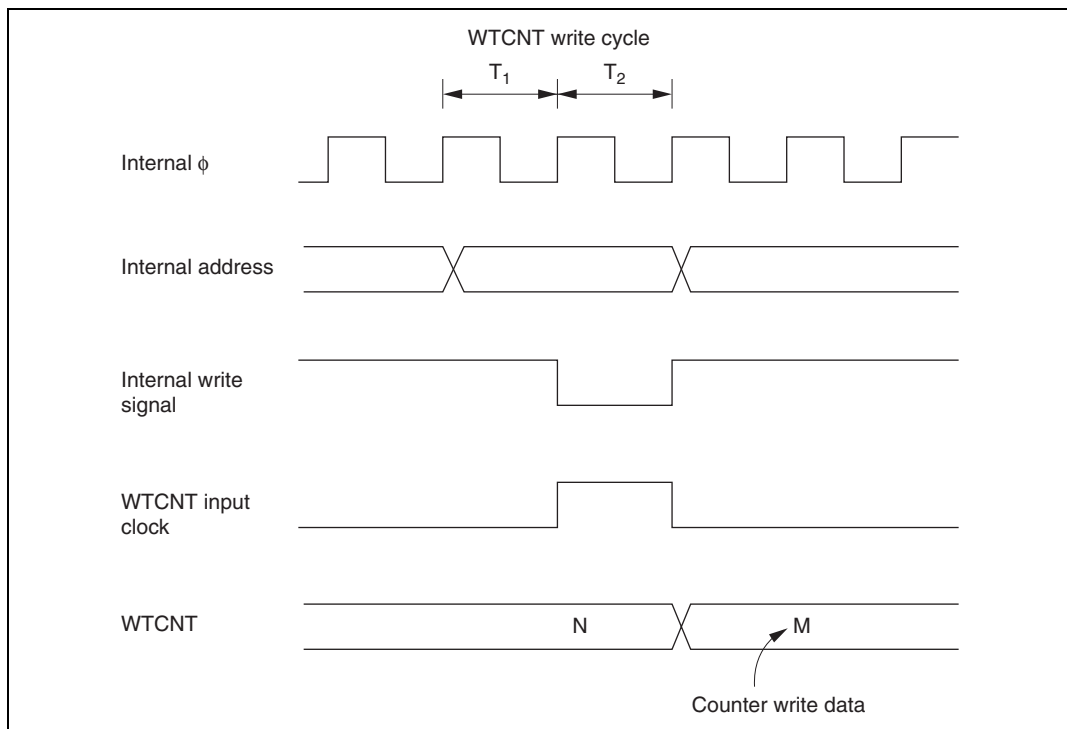 WTCNT write cycle
T1 T2
Internal ϕ
Internal address
Internal write
signal
WTCNT input
clock
WTCNT N M
Counter write data